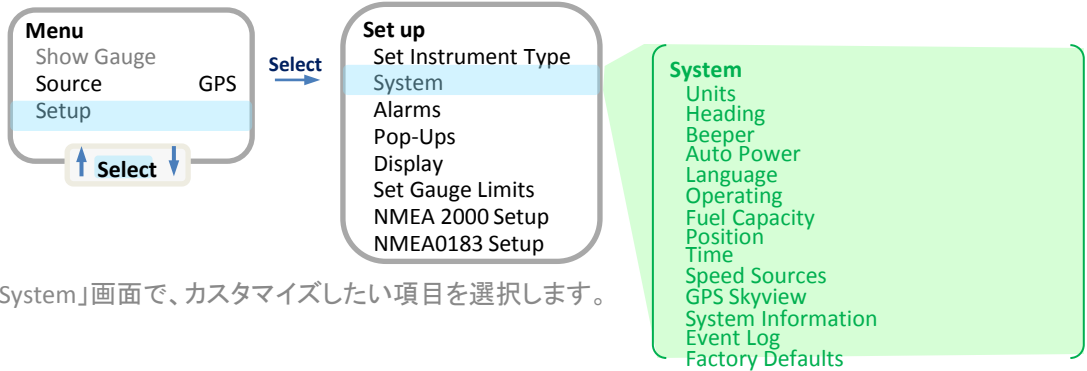 Menu
Show Gauge
Source GPS
Setup
Select
Select
Set up
Set Instrument Type
System
Alarms
Pop-Ups
Display
Set Gauge Limits
NMEA 2000 Setup
NMEA0183 Setup
System
Units
Heading
Beeper
Auto Power
Language
Operating
Fuel Capacity
Position
Time
Speed Sources
GPS Skyview
System Information
Event Log
Factory Defaults
System」画面で、カスタマイズしたい項目を選択します。